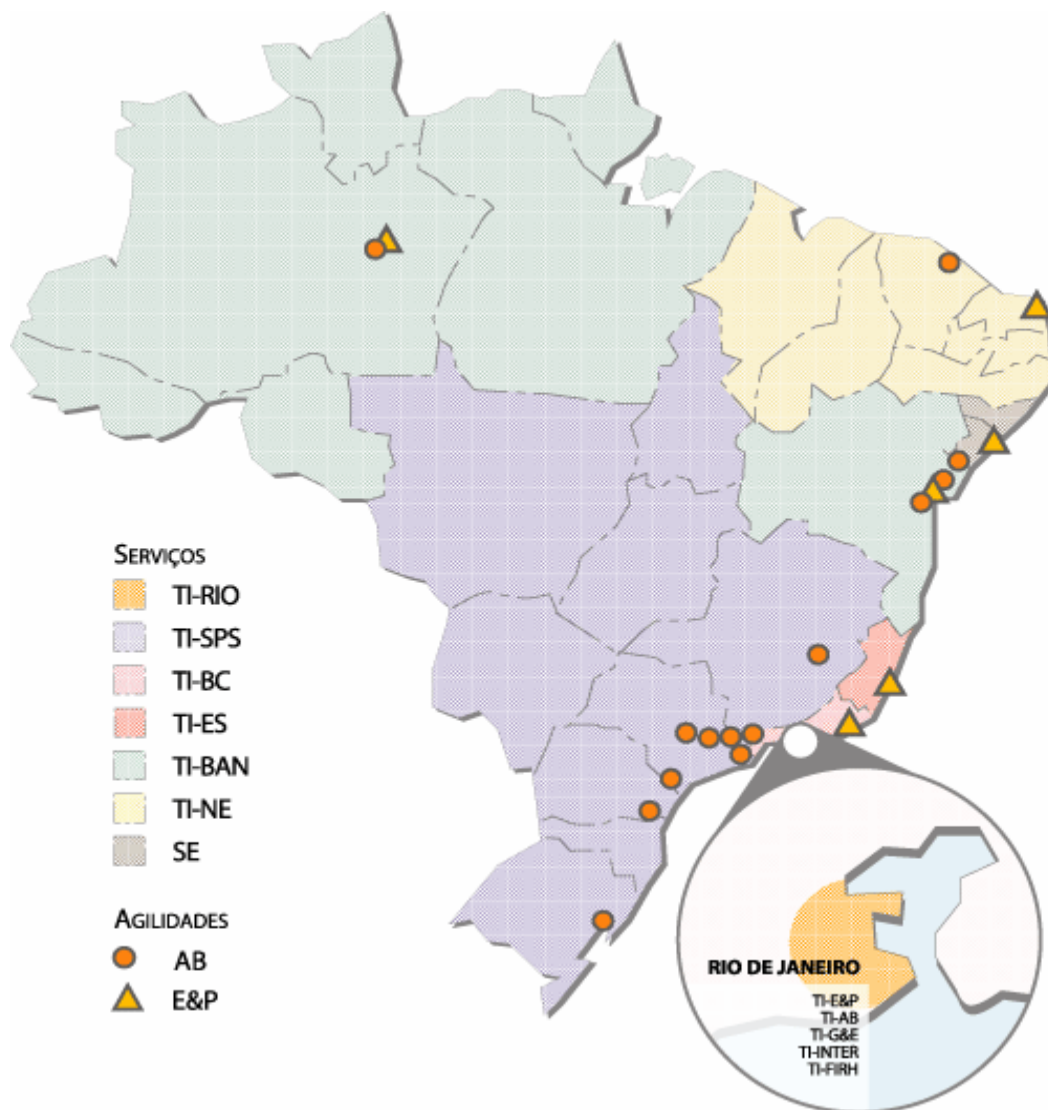 SERVIÇOS
TI-RIO
TI-SPS
TI-BC
TI-ES
TI-BAN
TI-NE
SE
AGILIDADES
AB
E&P
RIO DE JANEIRO
TI-E&P
TI-AB
TI-G&E
TI-INTER
TI-FIRH